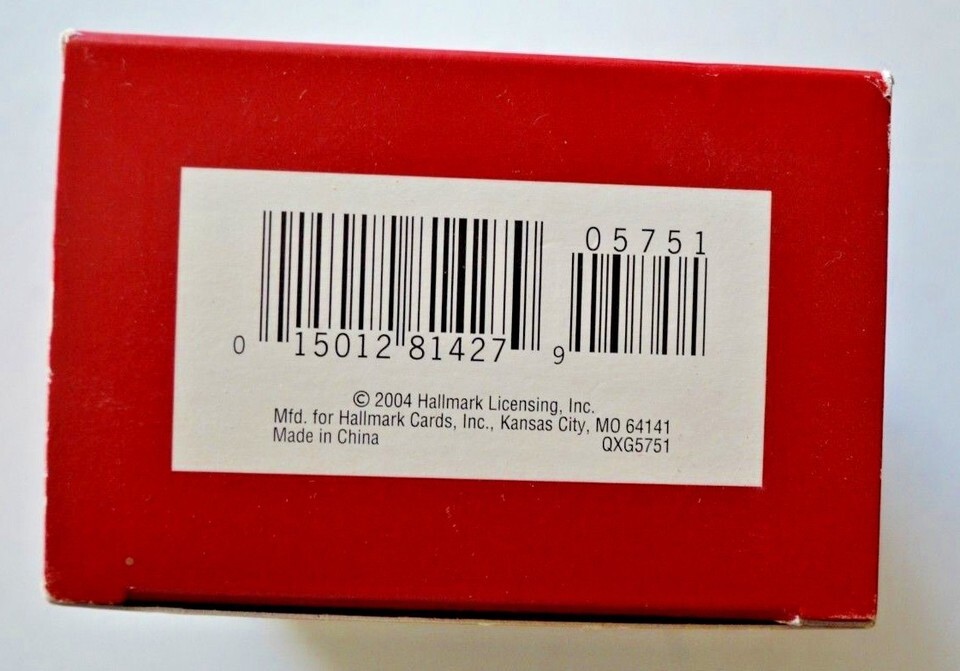 05751
0 15012 81427 9
© 2004 Hallmark Licensing, Inc.
Mfd. for Hallmark Cards, Inc., Kansas City, MO 64141
Made in China QXG5751